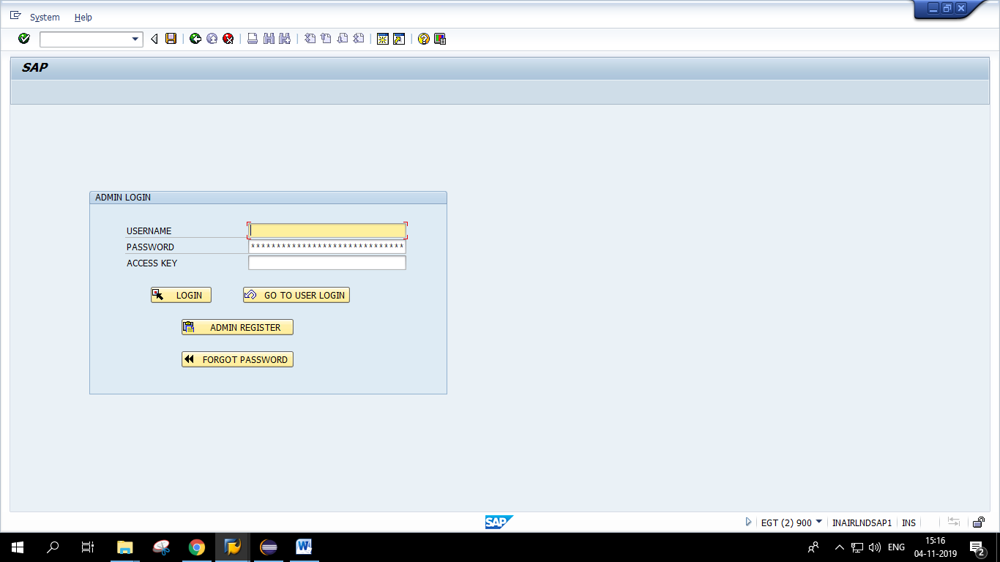 System Help
SAP
ADMIN LOGIN
USERNAME
PASSWORD ******************************
ACCESS KEY
LOGIN GO TO USER LOGIN
ADMIN REGISTER
FORGOT PASSWORD
SAP EGT (2) 900 INAIRLNDSAP1 INS
W ENG 15:16
04-11-2019 2